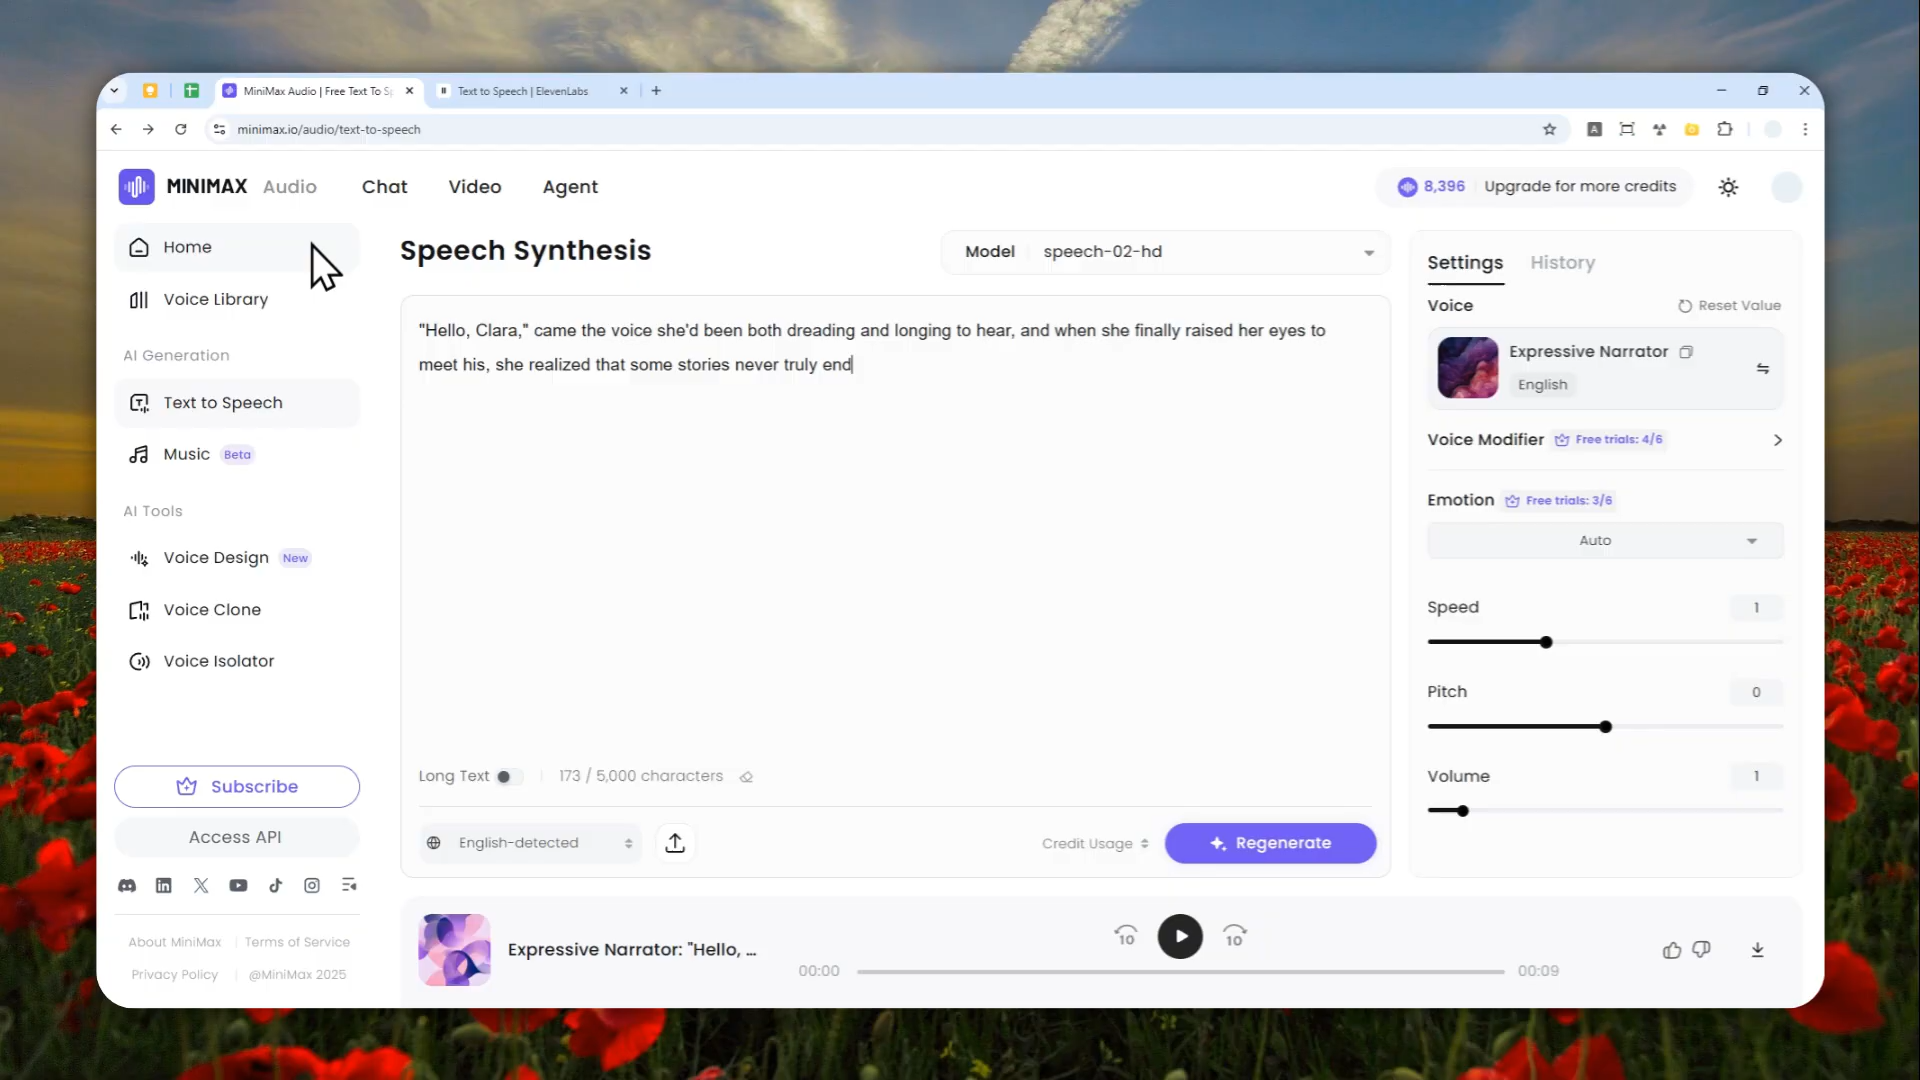 MiniMax Audio | Free Text To Sp
Text to Speech | ElevenLabs
minimax.io/audio/text-to-speech
MINIMAX Audio
Chat
Video
Agent
8,396
Upgrade for more credits
Home
Voice Library
AI Generation
Text to Speech
Music Beta
AI Tools
Voice Design New
Voice Clone
Voice Isolator
Subscribe
Access API
About MiniMax
Terms of Service
Privacy Policy
@MiniMax 2025
Speech Synthesis
Model speech-02-hd
"Hello, Clara," came the voice she'd been both dreading and longing to hear, and when she finally raised her eyes to
meet his, she realized that some stories never truly end
Long Text
173 / 5,000 characters
English-detected
Credit Usage
Regenerate
Settings
History
Voice
Reset Value
Expressive Narrator
English
Voice Modifier Free trials: 4/6
Emotion Free trials: 3/6
Auto
Speed 1
Pitch 0
Volume 1
Expressive Narrator: "Hello, ...
10
10
00:00
00:09